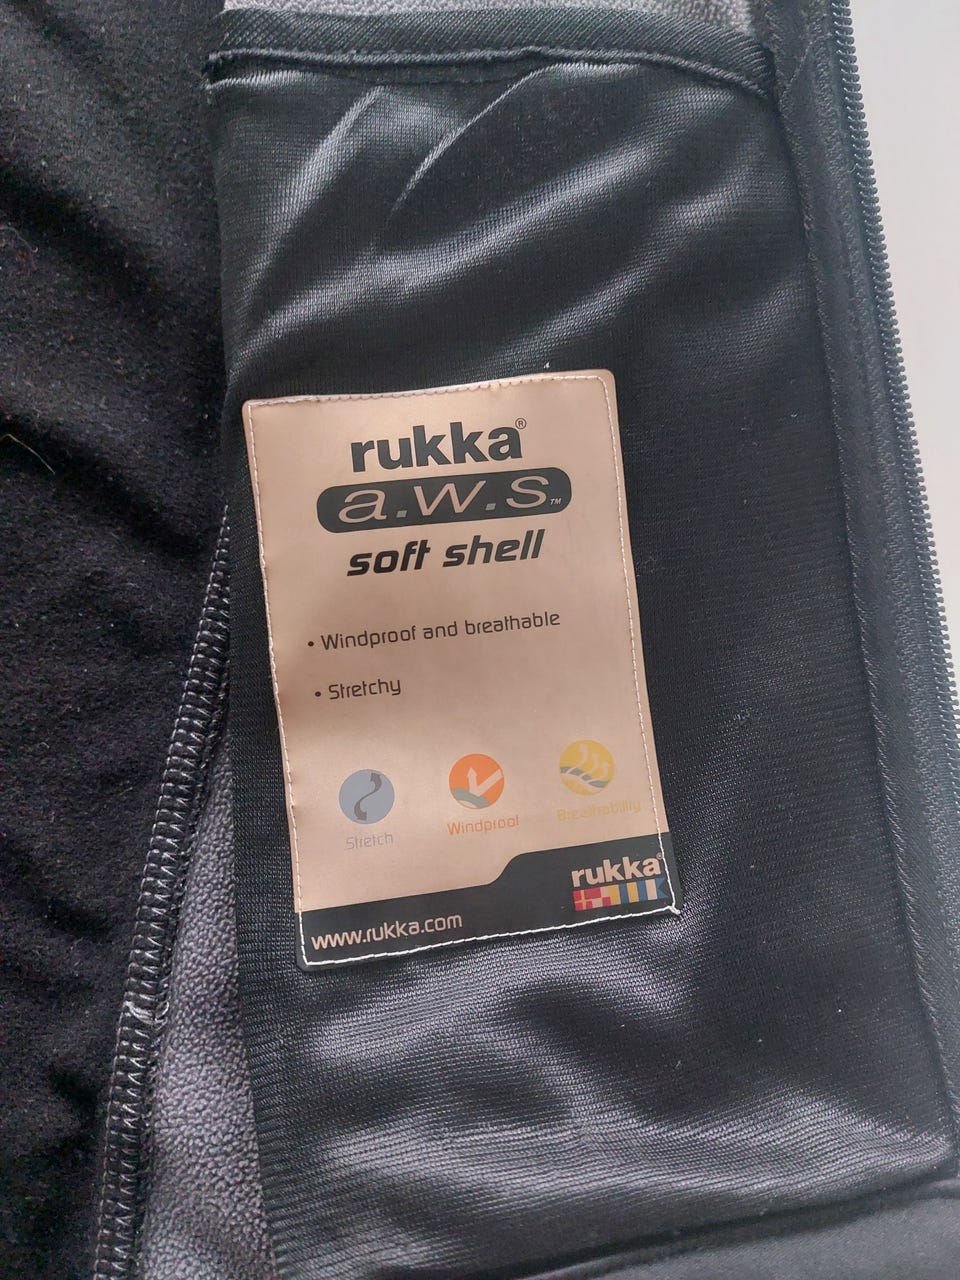 rukka®
a.w.s™
soft shell
• Windproof and breathable
• Stretchy
Stretch
Windproof
Breathability
www.rukka.com
rukka®